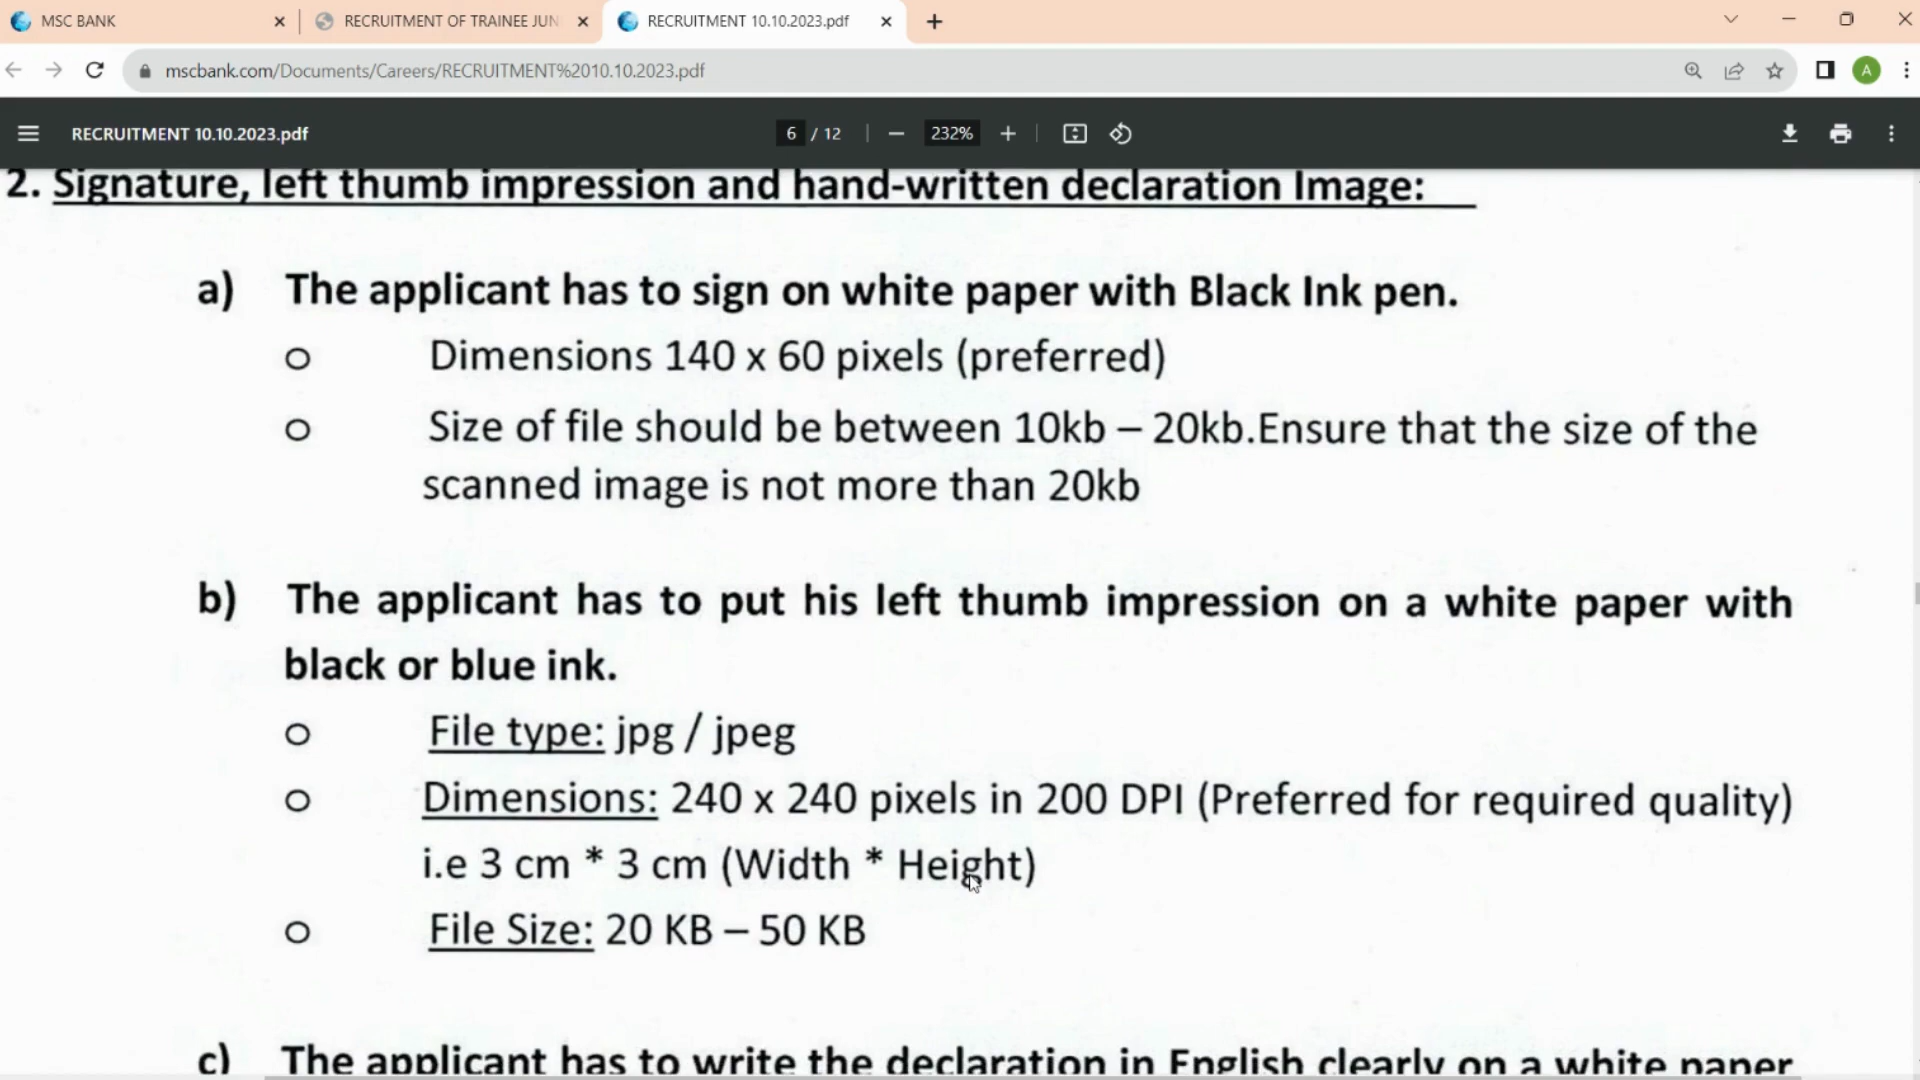 MSC BANK
RECRUITMENT OF TRAINEE JUN
RECRUITMENT 10.10.2023.pdf
mscbank.com/Documents/Careers/RECRUITMENT%2010.10.2023.pdf
A
RECRUITMENT 10.10.2023.pdf
6 / 12
232%
2. Signature, left thumb impression and hand-written declaration Image:
a) The applicant has to sign on white paper with Black Ink pen.
o Dimensions 140 x 60 pixels (preferred)
o Size of file should be between 10kb – 20kb.Ensure that the size of the
scanned image is not more than 20kb
b) The applicant has to put his left thumb impression on a white paper with
black or blue ink.
o File type: jpg / jpeg
o Dimensions: 240 x 240 pixels in 200 DPI (Preferred for required quality)
i.e 3 cm * 3 cm (Width * Height)
o File Size: 20 KB – 50 KB
c) The applicant has to write the declaration in English clearly on a white paper